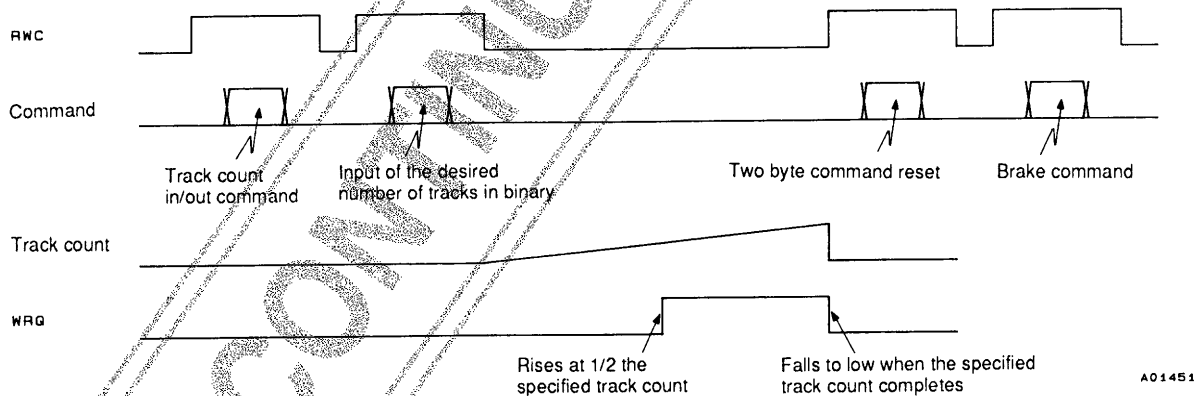 RWC
Command
Track count
in/out command
Input of the desired
number of tracks in binary
Two byte command reset
Brake command
Track count
WRQ
Rises at 1/2 the
specified track count
Falls to low when the specified
track count completes
A01451